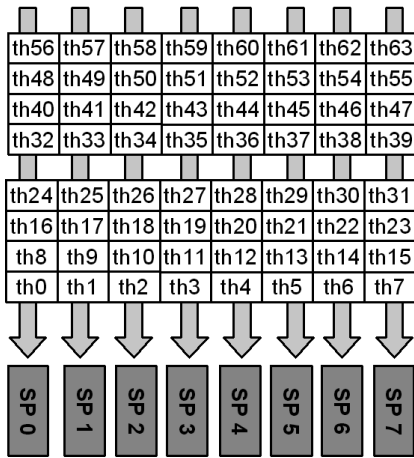 th56 th57 th58 th59 th60 th61 th62 th63
th48 th49 th50 th51 th52 th53 th54 th55
th40 th41 th42 th43 th44 th45 th46 th47
th32 th33 th34 th35 th36 th37 th38 th39
th24 th25 th26 th27 th28 th29 th30 th31
th16 th17 th18 th19 th20 th21 th22 th23
th8 th9 th10 th11 th12 th13 th14 th15
th0 th1 th2 th3 th4 th5 th6 th7
SP 0 SP 1 SP 2 SP 3 SP 4 SP 5 SP 6 SP 7